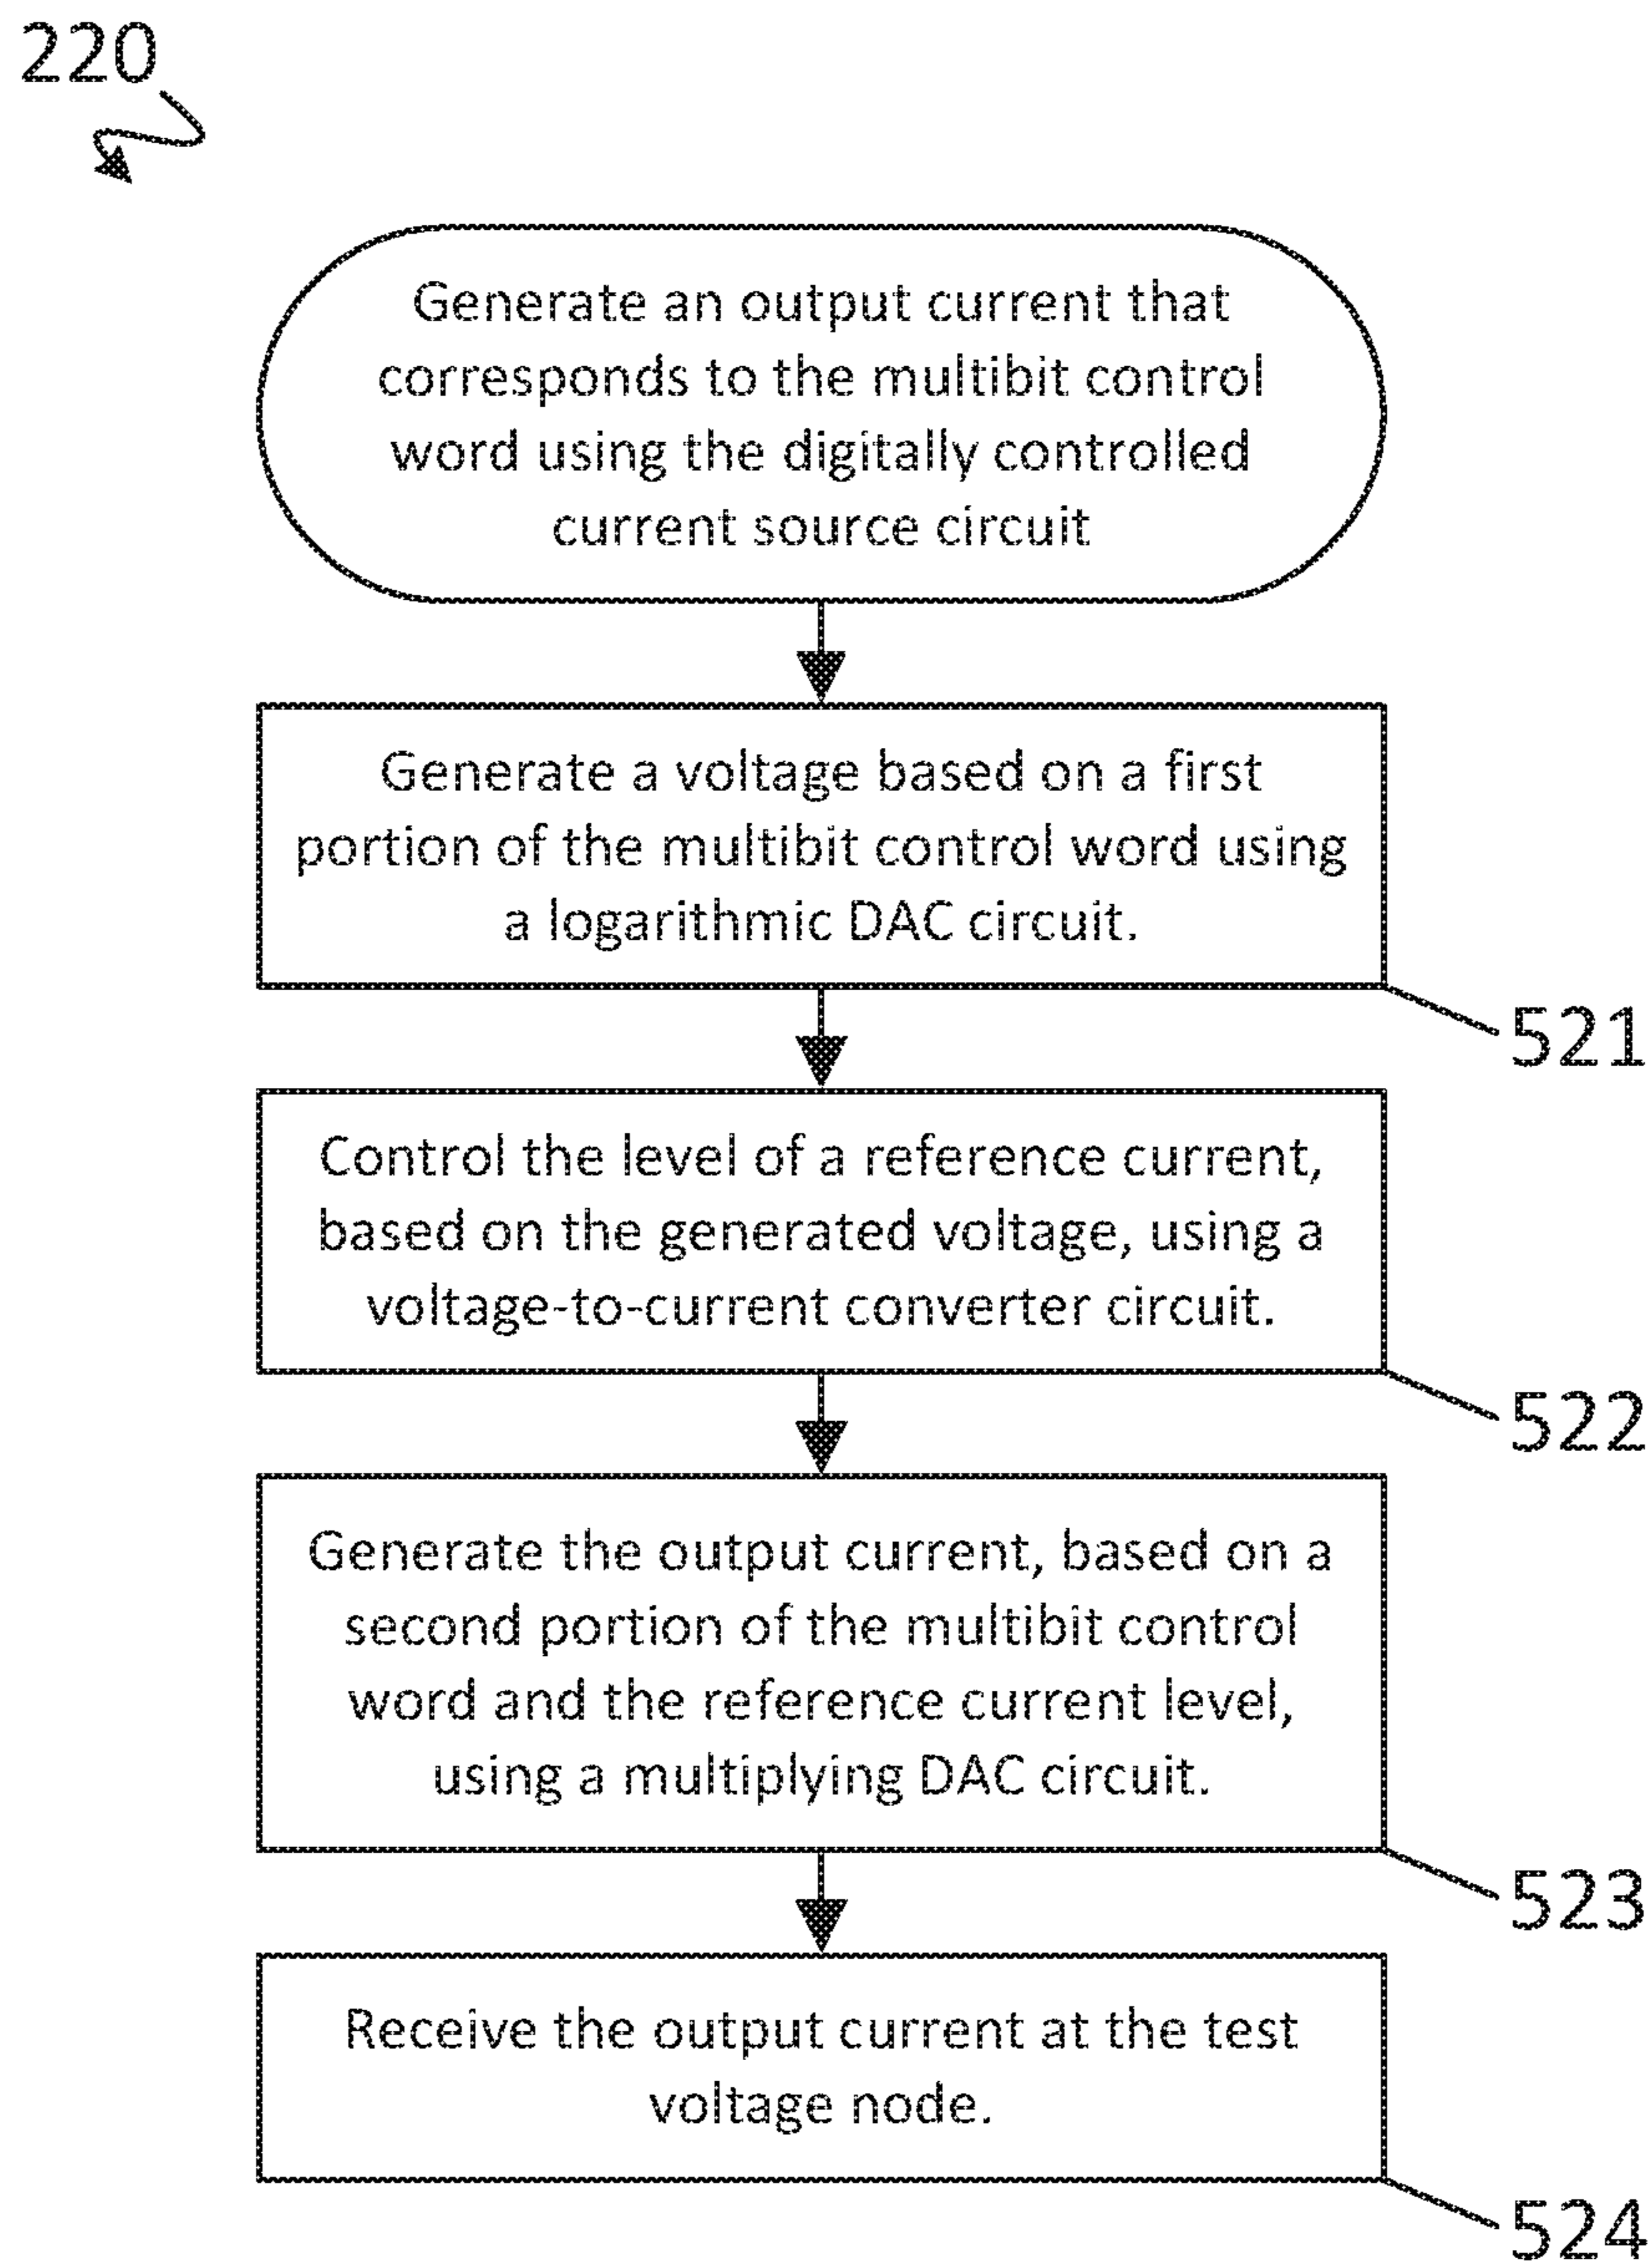 220
Generate an output current that
corresponds to the multibit control
word using the digitally controlled
current source circuit
Generate a voltage based on a first
portion of the multibit control word using
a logarithmic DAC circuit.
521
Control the level of a reference current,
based on the generated voltage, using a
voltage-to-current converter circuit.
522
Generate the output current, based on a
second portion of the multibit control
word and the reference current level,
using a multiplying DAC circuit.
523
Receive the output current at the test
voltage node.
524